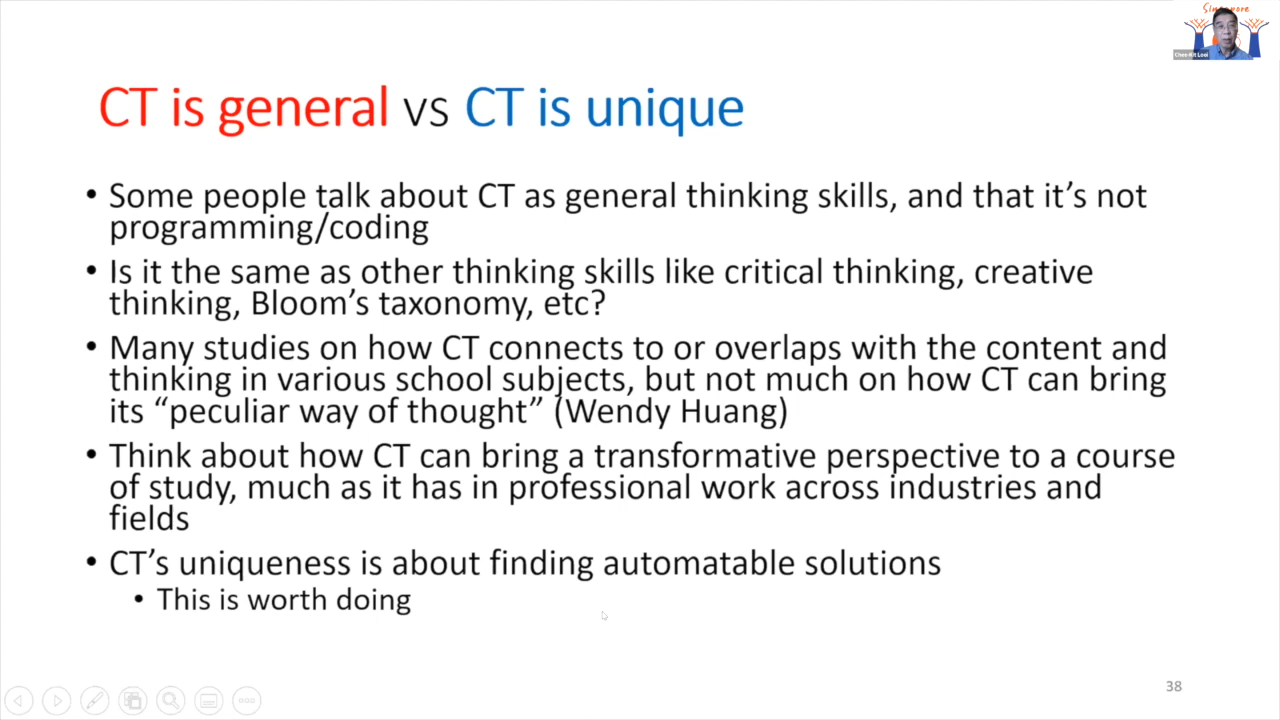 Singapore
Chee-Kit Looi
CT is general vs CT is unique
• Some people talk about CT as general thinking skills, and that it’s not
programming/coding
• Is it the same as other thinking skills like critical thinking, creative
thinking, Bloom’s taxonomy, etc?
• Many studies on how CT connects to or overlaps with the content and
thinking in various school subjects, but not much on how CT can bring
its “peculiar way of thought” (Wendy Huang)
• Think about how CT can bring a transformative perspective to a course
of study, much as it has in professional work across industries and
fields
• CT’s uniqueness is about finding automatable solutions
• This is worth doing
38